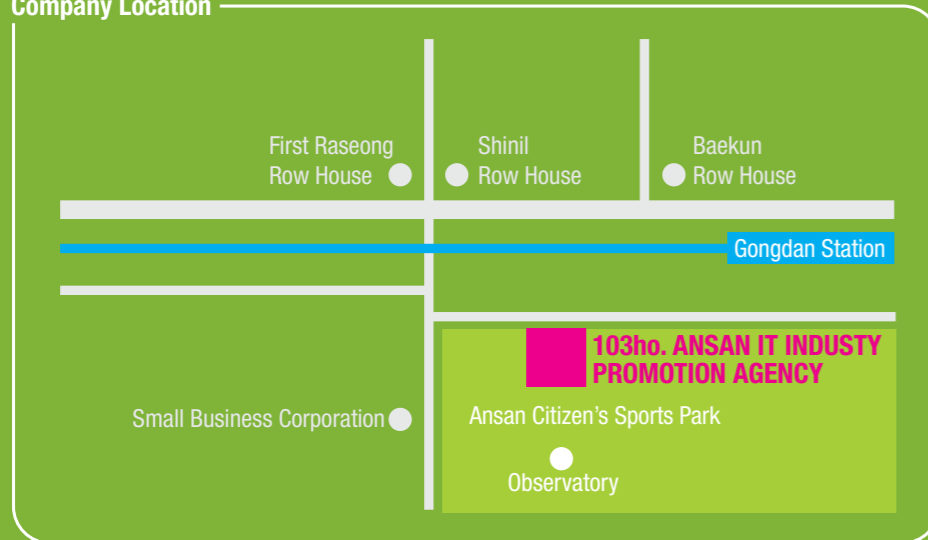 Company Location
First Raseong
Row House
Shinil
Row House
Baekun
Row House
Gongdan Station
103ho. ANSAN IT INDUSTY
PROMOTION AGENCY
Small Business Corporation
Ansan Citizen's Sports Park
Observatory